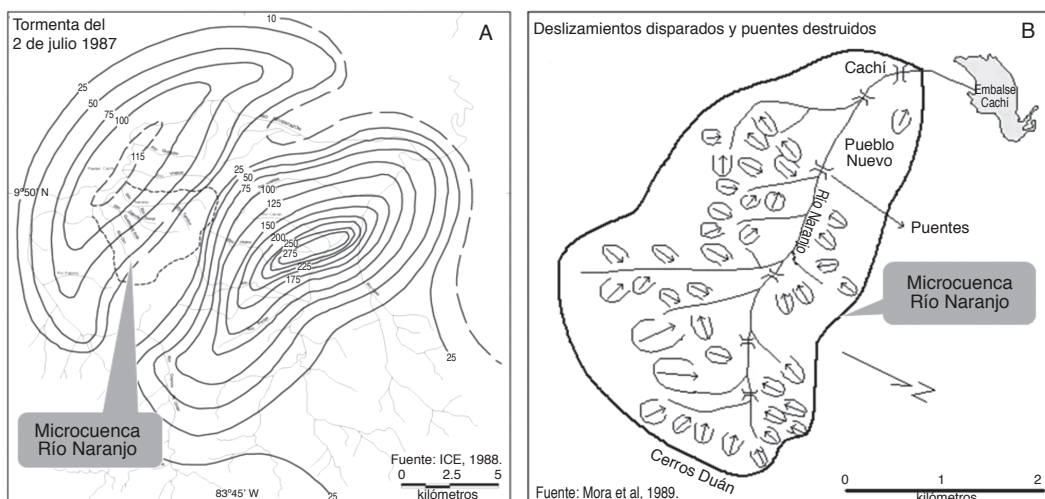 Tormenta del
2 de julio 1987
A
10
25
50
75
100
115
9°50' N
25
50
75
100
125
150
200
250
275
225
175
25
Microcuenca
Río Naranjo
Fuente: ICE, 1988.
83°45' W
25
0 2.5 5
kilómetros
Deslizamientos disparados y puentes destruidos
B
Cachí
Embalse
Cachí
Pueblo
Nuevo
Río Naranjo
Puentes
Microcuenca
Río Naranjo
N
Cerros Duán
Fuente: Mora et al, 1989.
0 1 2
kilómetros